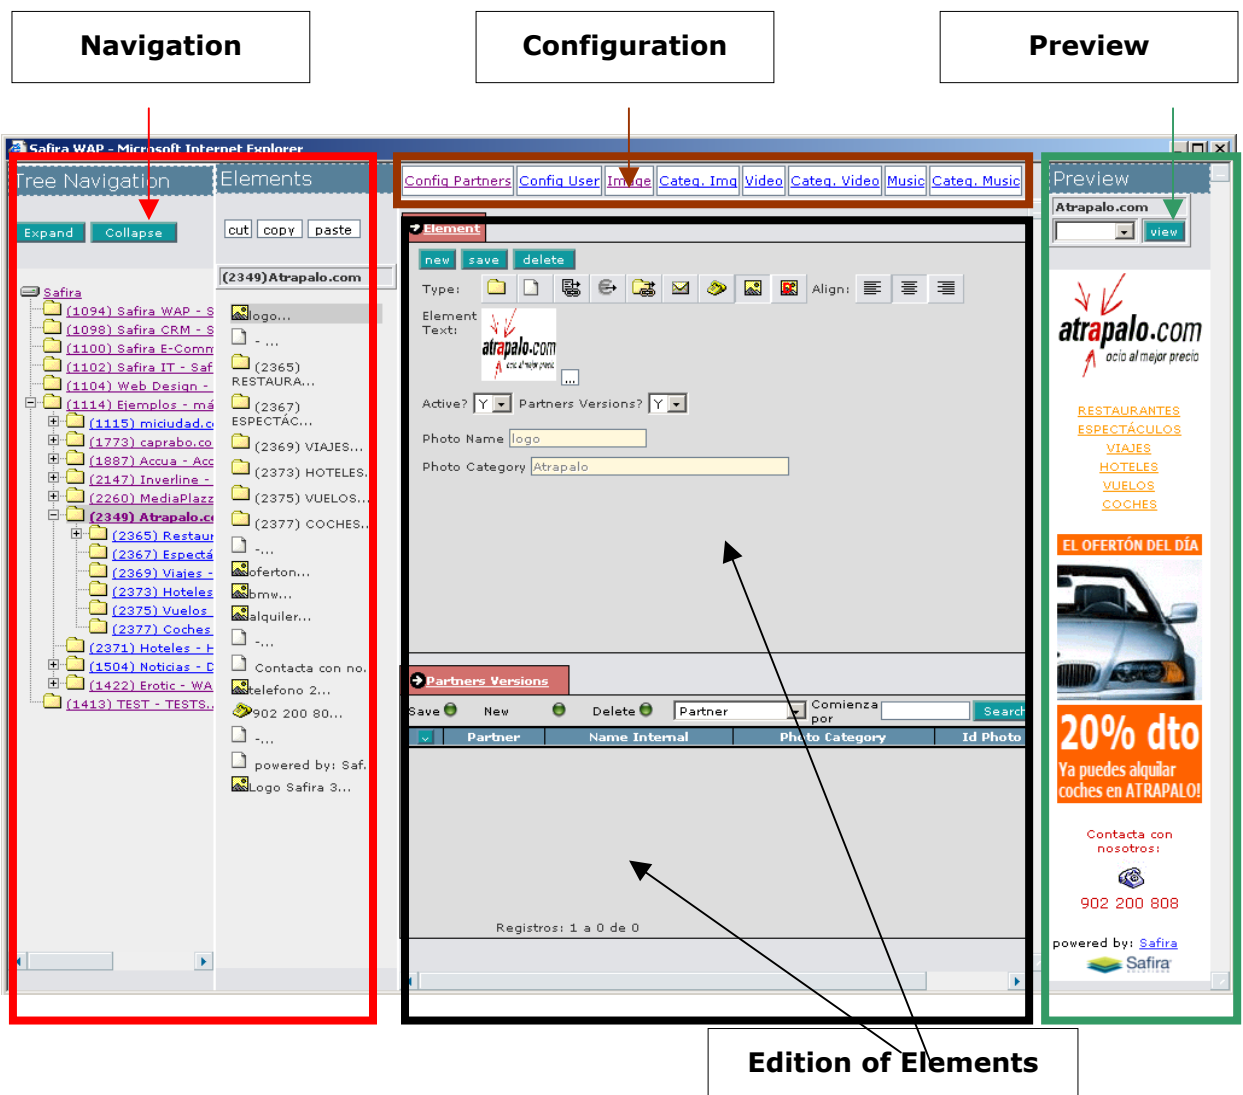 Navigation
Configuration
Preview
Safira WAP - Microsoft Internet Explorer
Tree Navigation
Expand
Collapse
Safira
(1094) Safira WAP - S
(1098) Safira CRM - S
(1100) Safira E-Comm
(1102) Safira IT - Saf
(1104) Web Design -
(1114) Ejemplos - má
(1115) miciudad.c
(1773) caprabo.co
(1887) Accua - Acc
(2147) Inverline -
(2260) MediaPlazz
(2349) Atrapalo.c
(2365) Restaur
(2367) Espectá
(2369) Viajes -
(2373) Hoteles
(2375) Vuelos
(2377) Coches
(2371) Hoteles - H
(1504) Noticias - D
(1422) Erotic - WA
(1413) TEST - TESTS..
Elements
cut copy paste
(2349)Atrapalo.com
logo...
- ...
(2365)
RESTAURA...
(2367)
ESPECTÁC...
(2369) VIAJES...
(2373) HOTELES.
(2375) VUELOS...
(2377) COCHES..
-...
oferton...
bmw...
alquiler...
-...
Contacta con no.
telefono 2...
902 200 80...
-...
powered by: Saf.
Logo Safira 3...
Config Partners Config User Image Categ. Img Video Categ. Video Music Categ. Music
Element
new save delete
Type:
Align:
Element
Text:
atrapalo.com
ocio al mejor precio
...
Active? Y Partners Versions? Y
Photo Name logo
Photo Category Atrapalo
Partners Versions
Save New Delete Partner Comienza
por
Search
Partner Name Internal Photo Category Id Photo
Registros: 1 a 0 de 0
Preview
Atrapalo.com
view
atrapalo.com
ocio al mejor precio
RESTAURANTES
ESPECTÁCULOS
VIAJES
HOTELES
VUELOS
COCHES
EL OFERTÓN DEL DÍA
20% dto
Ya puedes alquilar
coches en ATRAPALO!
Contacta con
nosotros:
902 200 808
powered by: Safira
Safira
Edition of Elements